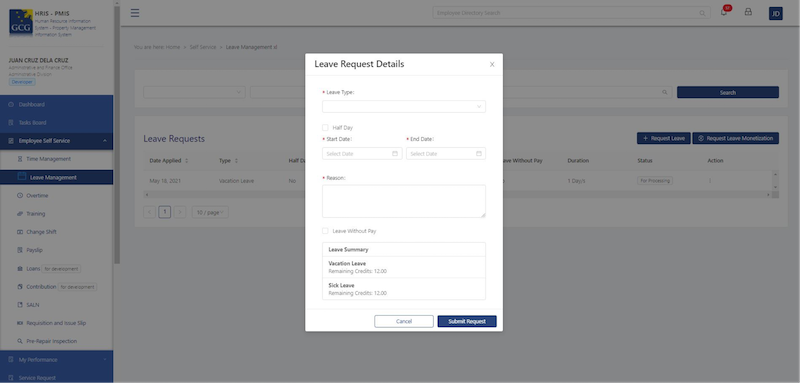 HRIS - PMIS
Human Resource Information
System - Property Management
Information System
GCG
JUAN CRUZ DELA CRUZ
Administrative and Finance Office
Administrative Division
Developer
Dashboard
Tasks Board
Employee Self Service
Time Management
Leave Management
Overtime
Training
Change Shift
Payslip
Loans for development
Contribution for development
SALN
Requisition and Issue Slip
Pre-Repair Inspection
My Performance
Service Request
Employee Directory Search
JD
You are here: Home > Self Service > Leave Management
Search
Leave Requests
+ Request Leave
Request Leave Monetization
Date Applied
Type
Half D
Without Pay
Duration
Status
Action
May 18, 2021
Vacation Leave
No
For Processing
1
10 / page
Leave Request Details
* Leave Type:
Half Day
* Start Date:
* End Date:
Select Date
Select Date
* Reason:
Leave Without Pay
Leave Summary
Vacation Leave
Remaining Credits: 12.00
Sick Leave
Remaining Credits: 12.00
Cancel
Submit Request